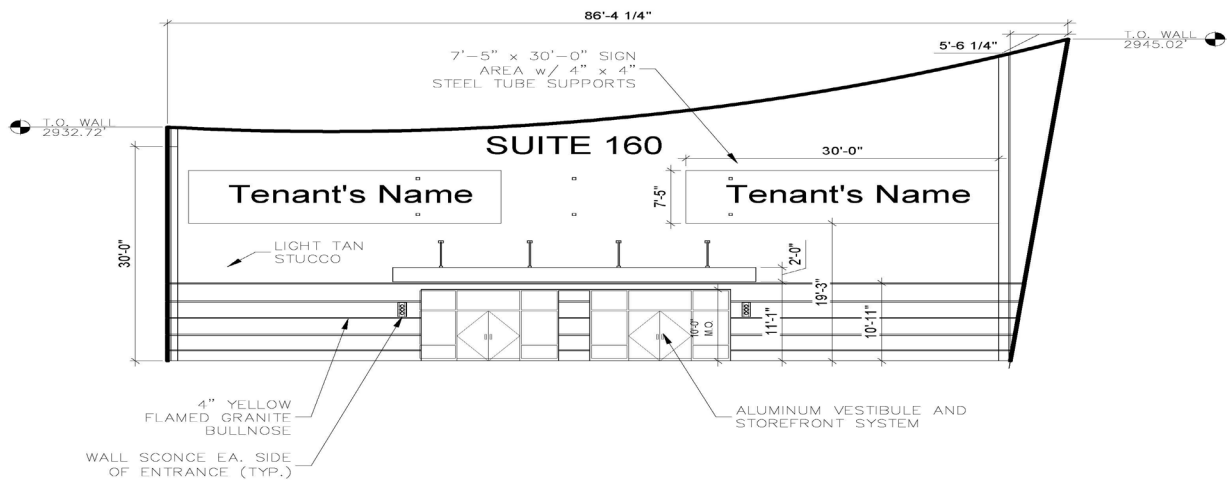 86'-4 1/4"
5'-6 1/4"
T.O. WALL
2945.02'
7'-5" x 30'-0" SIGN
AREA w/ 4" x 4"
STEEL TUBE SUPPORTS
T.O. WALL
2932.72'
SUITE 160
30'-0"
Tenant's Name
7'-5"
Tenant's Name
30'-0"
LIGHT TAN
STUCCO
2'-0"
19'-3"
10'-0"
M.O.
11'-1"
10'-11"
4" YELLOW
FLAMED GRANITE
BULLNOSE
ALUMINUM VESTIBULE AND
STOREFRONT SYSTEM
WALL SCONCE EA. SIDE
OF ENTRANCE (TYP.)